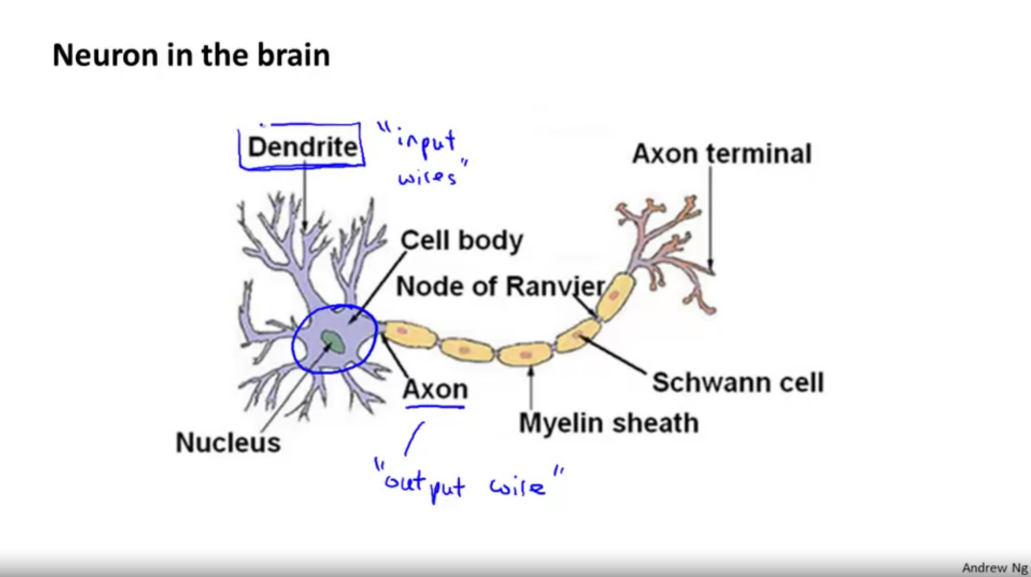 Neuron in the brain
Dendrite
"input
wires"
Axon terminal
Cell body
Node of Ranvier
Axon
Schwann cell
Myelin sheath
Nucleus
"output wire"
Andrew Ng